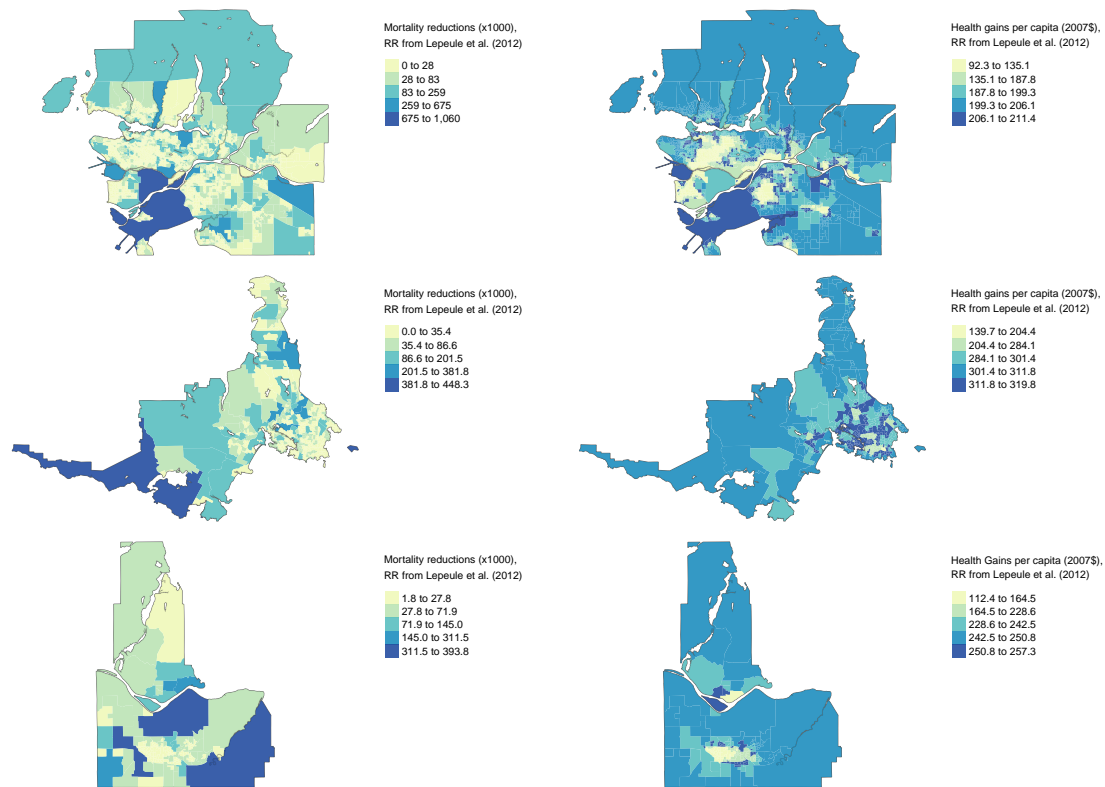 Mortality reductions (x1000),
RR from Lepeule et al. (2012)
0 to 28
28 to 83
83 to 259
259 to 675
675 to 1,060
Health gains per capita (2007$),
RR from Lepeule et al. (2012)
92.3 to 135.1
135.1 to 187.8
187.8 to 199.3
199.3 to 206.1
206.1 to 211.4
Mortality reductions (x1000),
RR from Lepeule et al. (2012)
0.0 to 35.4
35.4 to 86.6
86.6 to 201.5
201.5 to 381.8
381.8 to 448.3
Health gains per capita (2007$),
RR from Lepeule et al. (2012)
139.7 to 204.4
204.4 to 284.1
284.1 to 301.4
301.4 to 311.8
311.8 to 319.8
Mortality reductions (x1000),
RR from Lepeule et al. (2012)
1.8 to 27.8
27.8 to 71.9
71.9 to 145.0
145.0 to 311.5
311.5 to 393.8
Health Gains per capita (2007$),
RR from Lepeule et al. (2012)
112.4 to 164.5
164.5 to 228.6
228.6 to 242.5
242.5 to 250.8
250.8 to 257.3